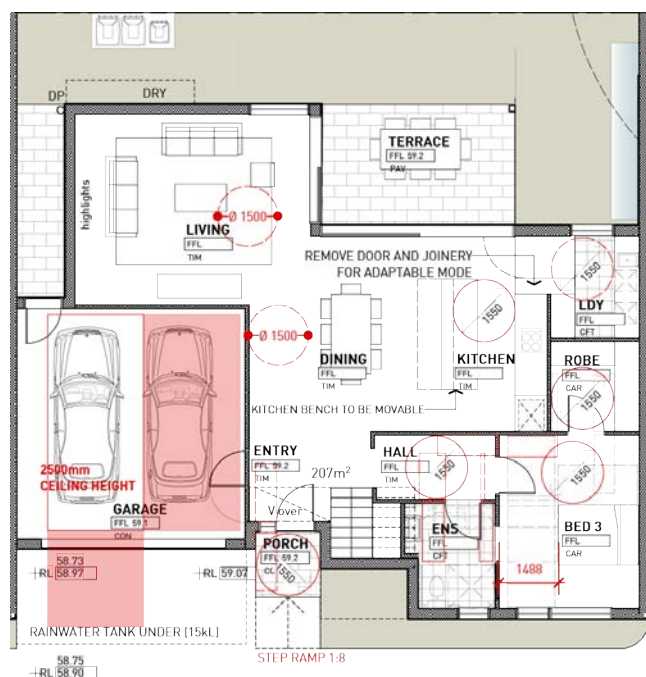 DP
DRY
TERRACE
FFL 59.2
PAV
highlights
Ø 1500
LIVING
FFL
TIM
REMOVE DOOR AND JOINERY
FOR ADAPTABLE MODE
1550
LDY
FFL
CFT
Ø 1500
DINING
FFL
TIM
1550
KITCHEN
FFL
TIM
ROBE
FFL
CAR
1550
KITCHEN BENCH TO BE MOVABLE
2500mm
CEILING HEIGHT
GARAGE
FFL 59.1
CON
ENTRY
FFL 59.2
TIM
207m²
HALL
FFL
TIM
1550
1550
V over
ENS
FFL
CFT
BED 3
FFL
CAR
PORCH
FFL 59.2
1550
1488
58.73
RL 58.97
RL 59.07
RAINWATER TANK UNDER (15kL)
STEP RAMP 1:8
58.75
RL 58.90